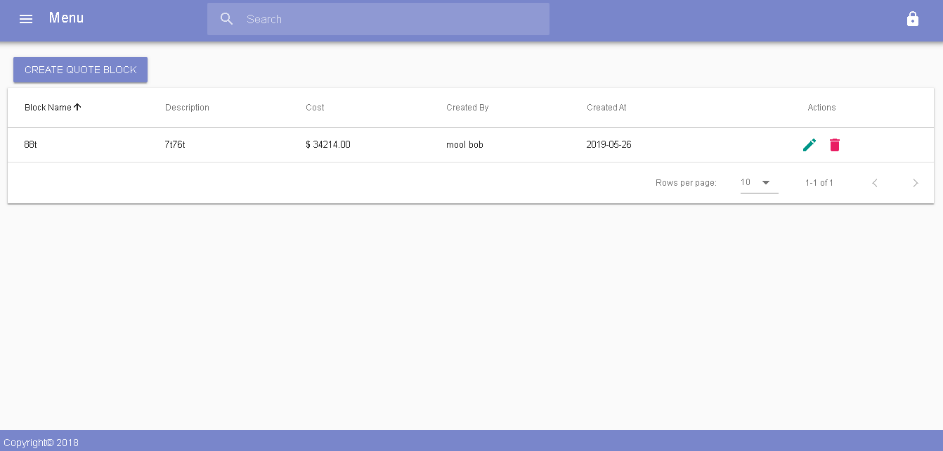 Menu
Search
CREATE QUOTE BLOCK
Block Name Description Cost Created By Created At Actions
88t 7t76t $ 34214.00 mool bob 2019-05-26
Rows per page: 10 1-1 of 1
Copyright© 2018